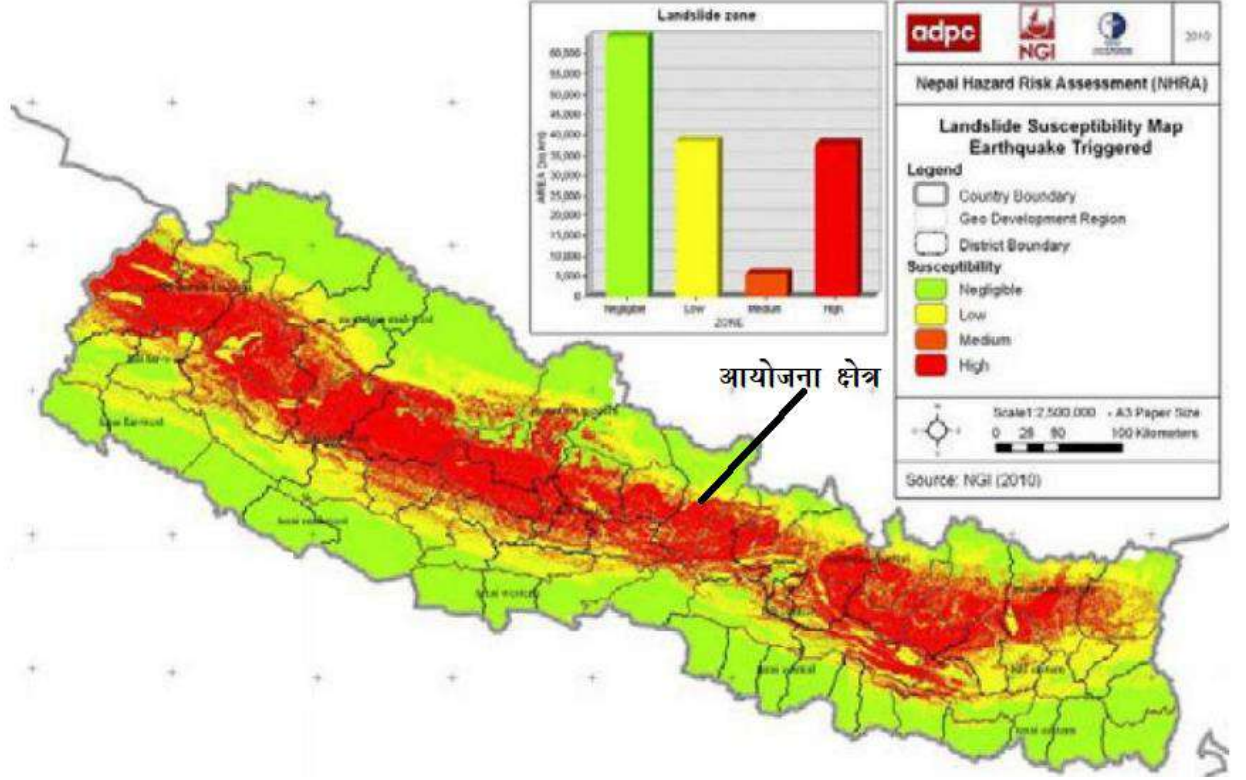 Landslide zone
60,000
55,000
50,000
45,000
40,000
35,000
30,000
25,000
20,000
15,000
10,000
5,000
0
AREA (sq.km)
Negligible Low Medium High
ZONE
adpc
NGI
2010
Nepal Hazard Risk Assessment (NHRA)
Landslide Susceptibility Map
Earthquake Triggered
Legend
Country Boundary
Geo Development Region
District Boundary
Susceptibility
Negligible
Low
Medium
High
Scale1:2,500,000 - A3 Paper Size
0 25 50 100 Kilometers
Source: NGI (2010)
आयोजना क्षेत्र